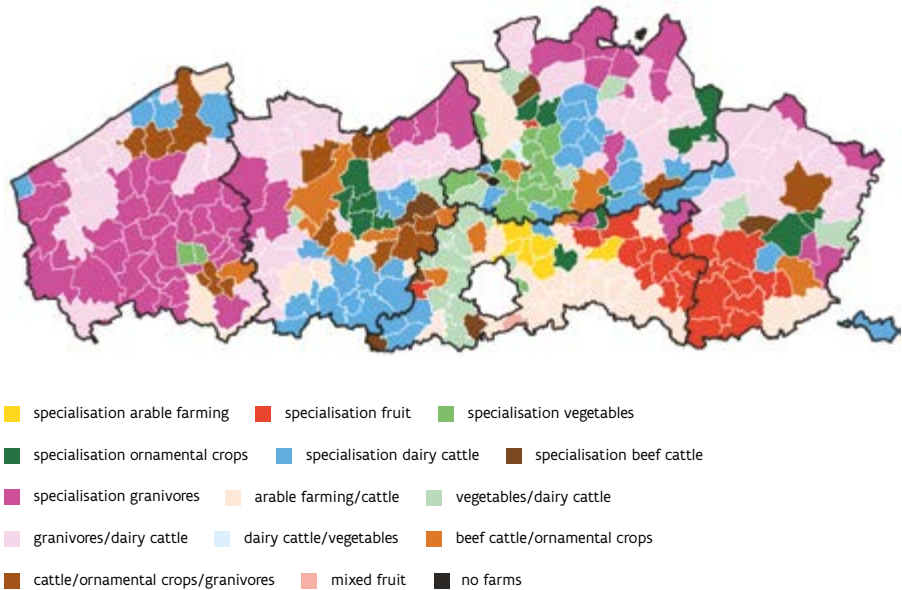 specialisation arable farming specialisation fruit specialisation vegetables
specialisation ornamental crops specialisation dairy cattle specialisation beef cattle
specialisation granivores arable farming/cattle vegetables/dairy cattle
granivores/dairy cattle dairy cattle/vegetables beef cattle/ornamental crops
cattle/ornamental crops/granivores mixed fruit no farms